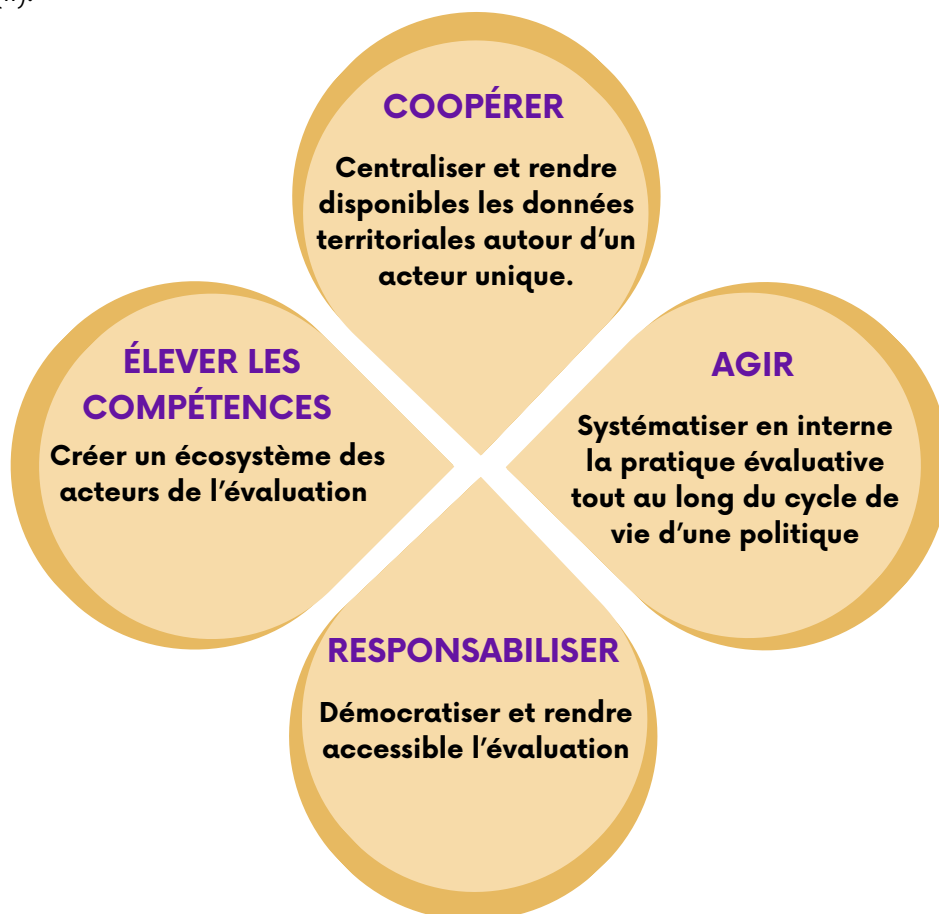 COOPÉRER
Centraliser et rendre
disponibles les données
territoriales autour d’un
acteur unique.
ÉLEVER LES
COMPÉTENCES
Créer un écosystème des
acteurs de l’évaluation
AGIR
Systématiser en interne
la pratique évaluative
tout au long du cycle de
vie d’une politique
RESPONSABILISER
Démocratiser et rendre
accessible l’évaluation